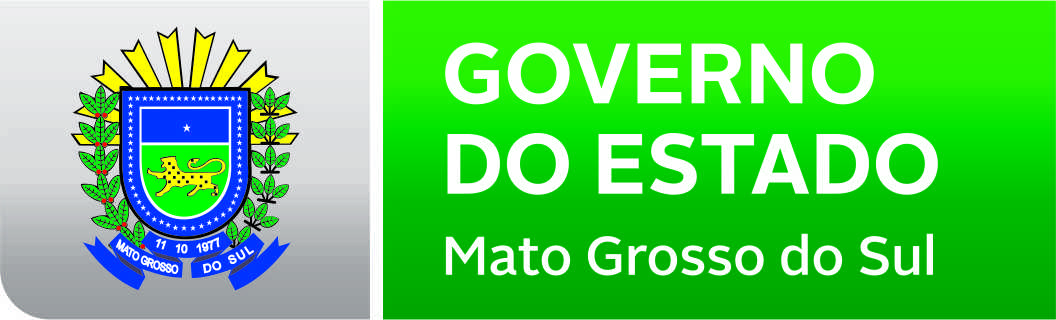 11 10 1977
MATO GROSSO DO SUL
GOVERNO
DO ESTADO
Mato Grosso do Sul